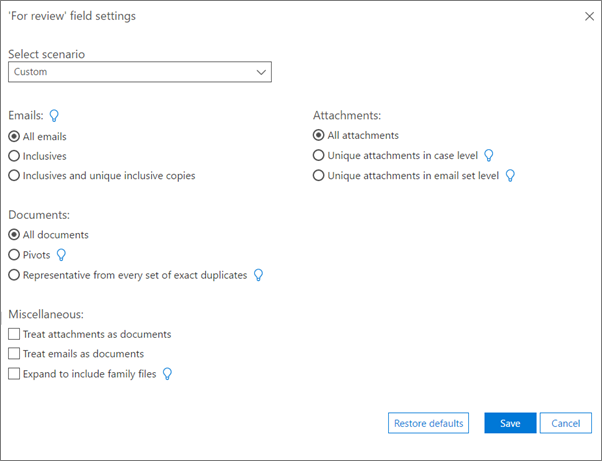 'For review' field settings
Select scenario
Custom
Emails:
All emails
Inclusives
Inclusives and unique inclusive copies
Attachments:
All attachments
Unique attachments in case level
Unique attachments in email set level
Documents:
All documents
Pivots
Representative from every set of exact duplicates
Miscellaneous:
Treat attachments as documents
Treat emails as documents
Expand to include family files
Restore defaults
Save
Cancel